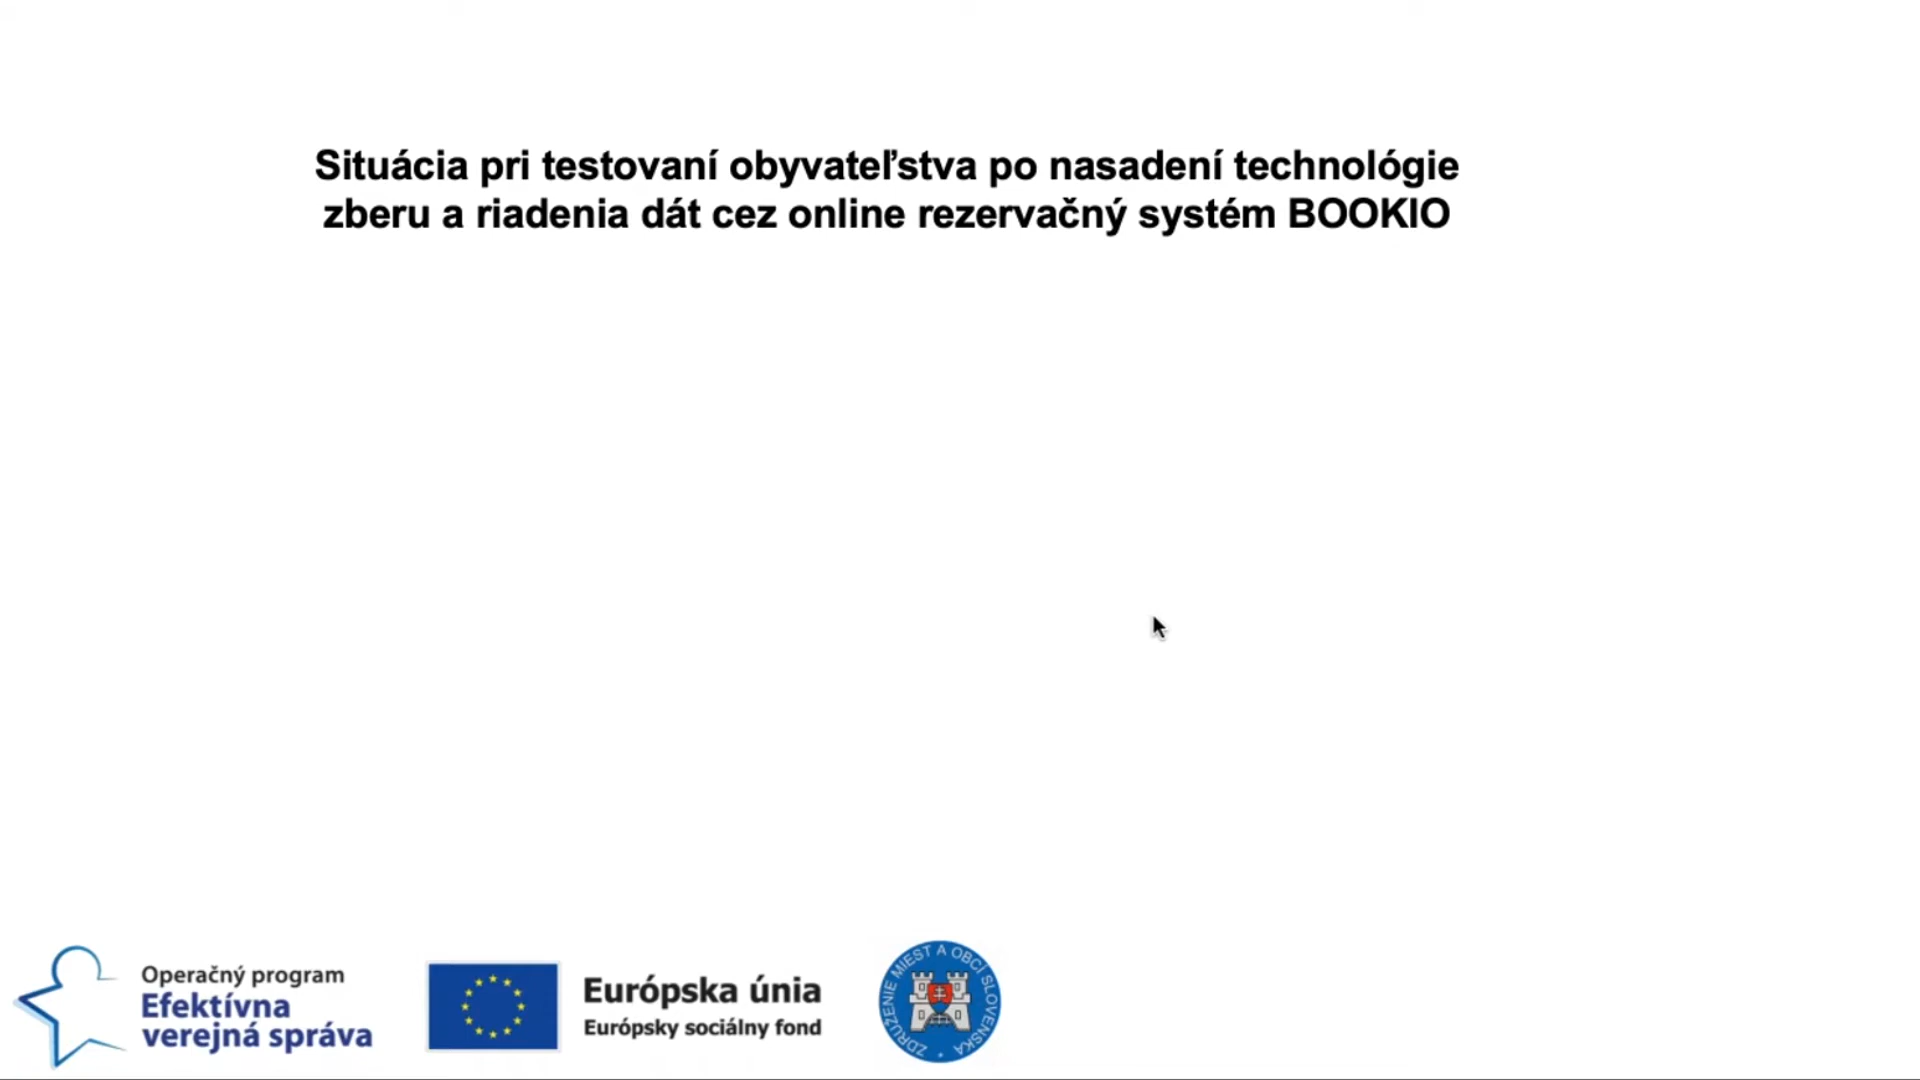 Situácia pri testovaní obyvateľstva po nasadení technológie
zberu a riadenia dát cez online rezervačný systém BOOKIO
Operačný program
Efektívna
verejná správa
Európska únia
Európsky sociálny fond
ZDRUŽENIE MIEST A OBCÍ SLOVENSKA